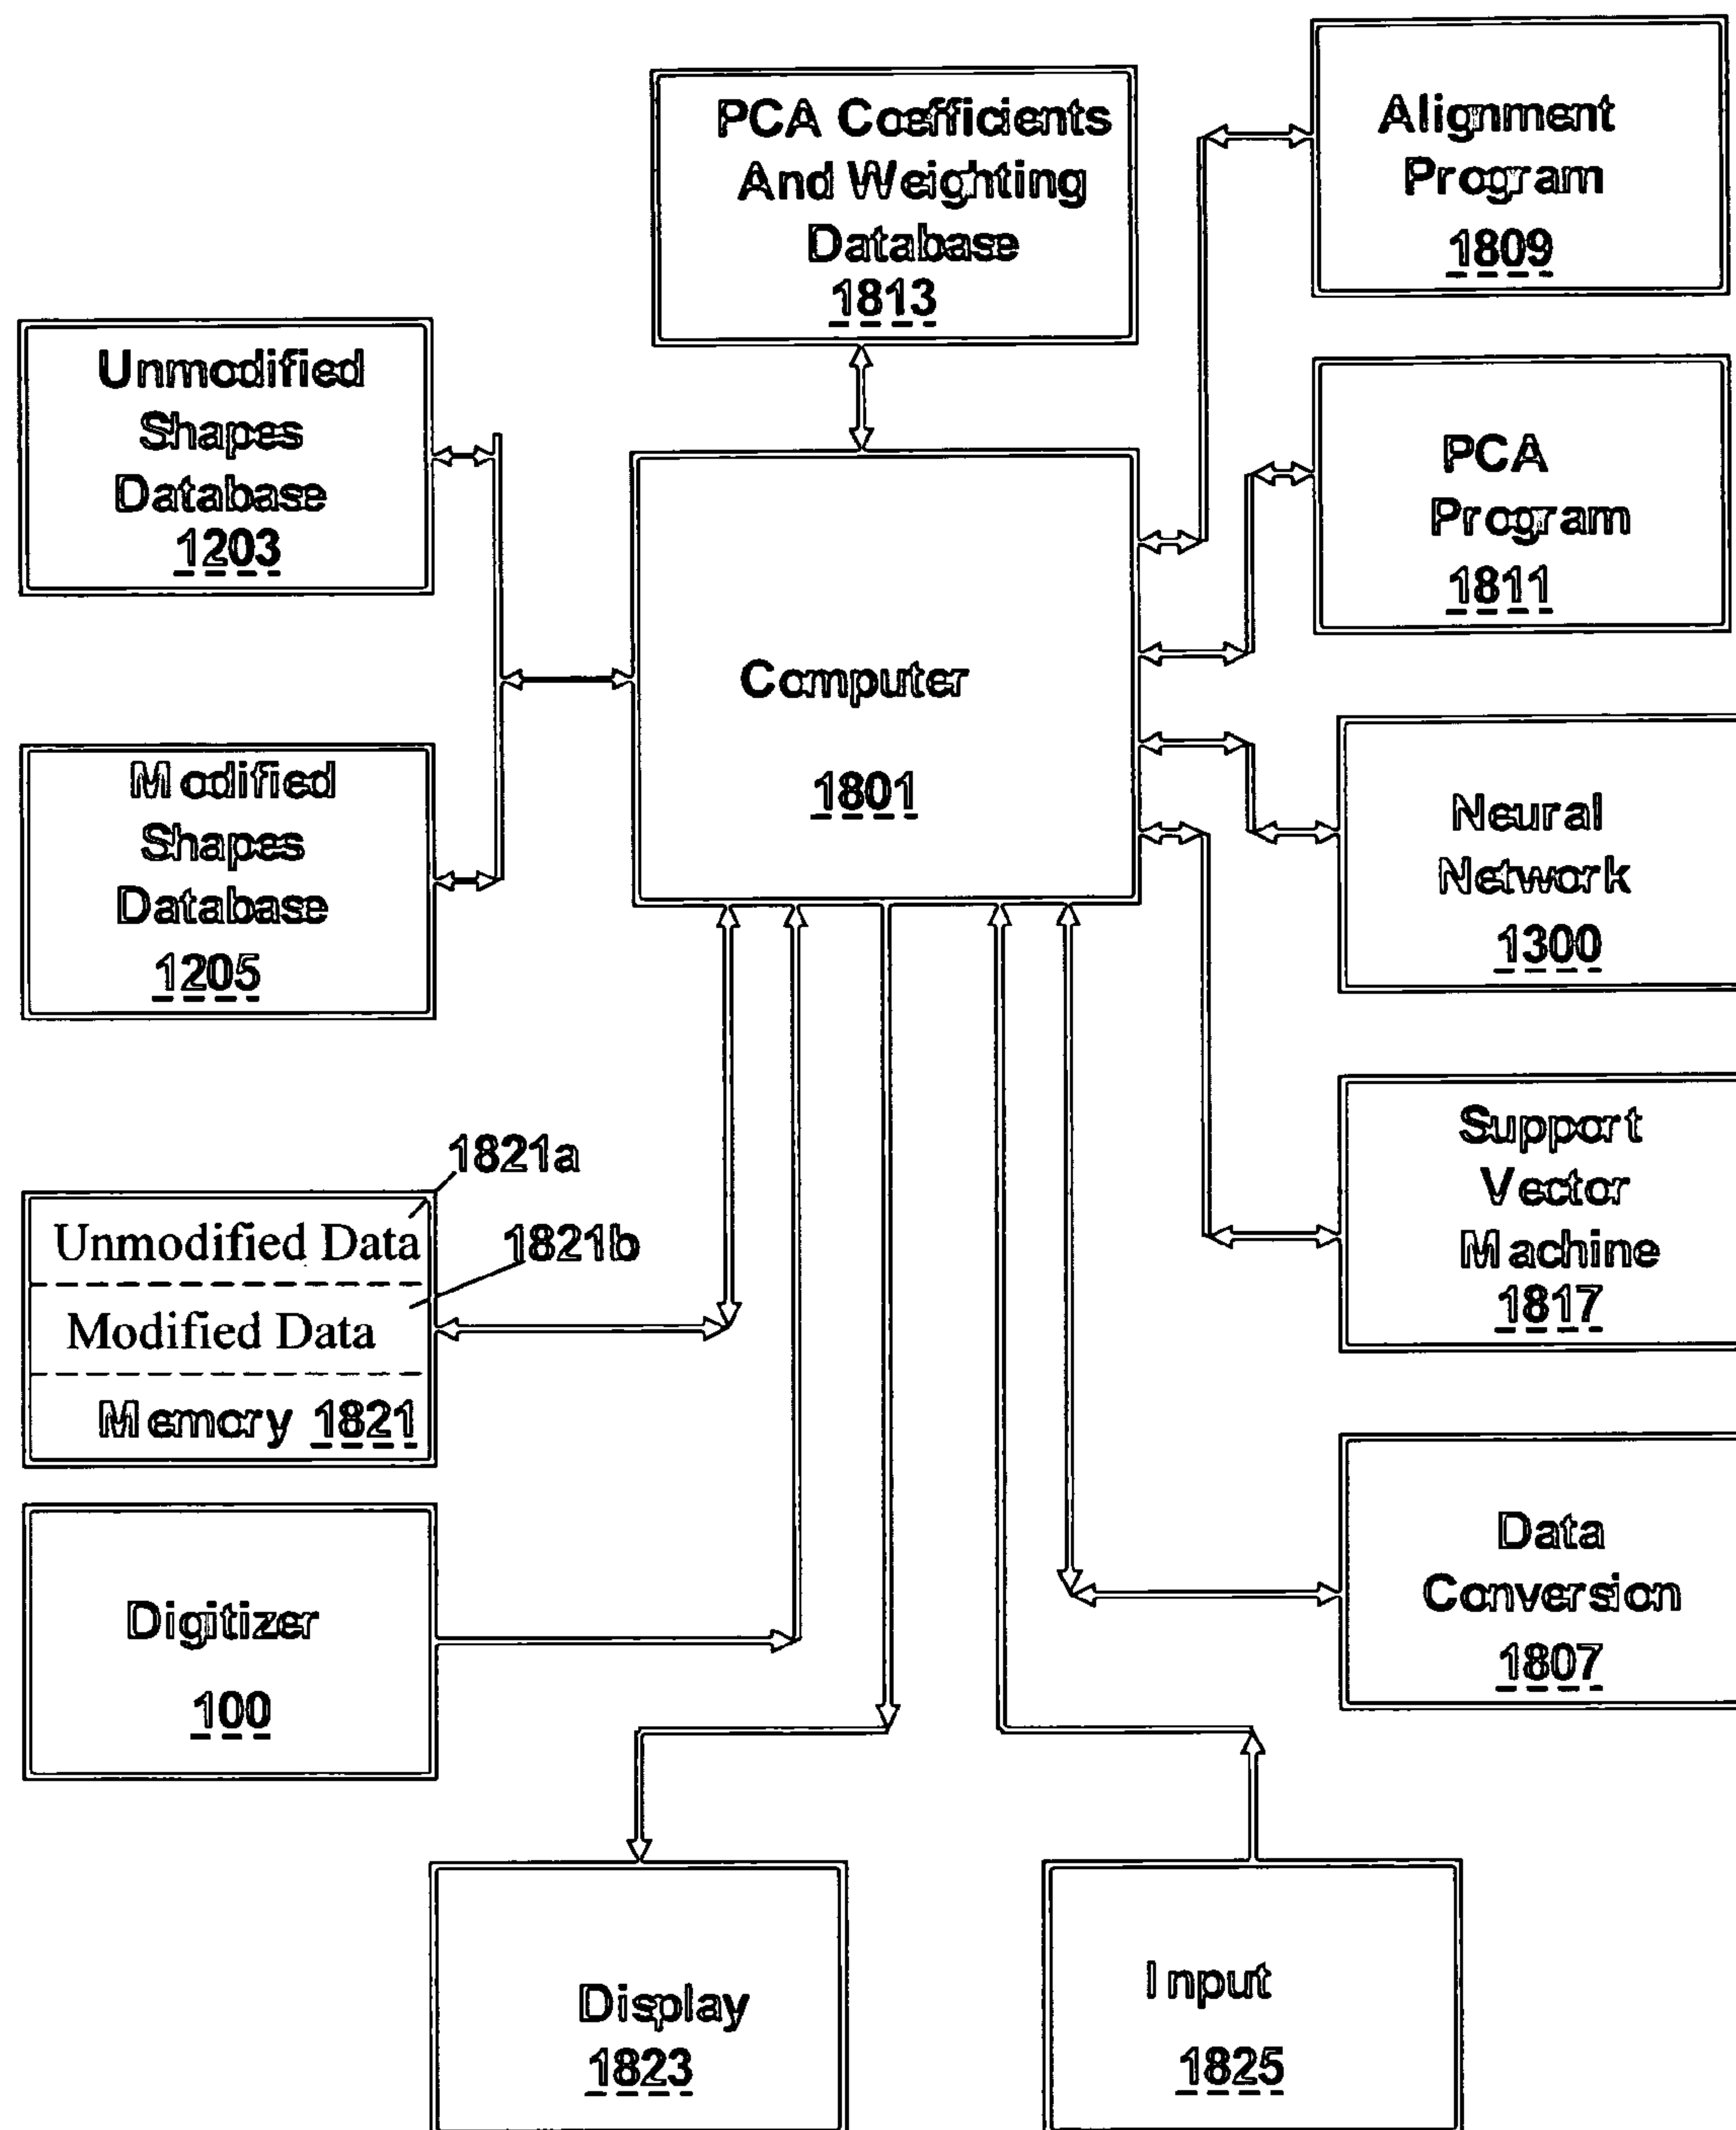 PCA Coefficients
And Weighting
Database
1813
Alignment
Program
1809
Unmodified
Shapes
Database
1203
PCA
Program
1811
Computer
1801
Modified
Shapes
Database
1205
Neural
Network
1300
1821a
Unmodified Data
1821b
Modified Data
Memory 1821
Support
Vector
Machine
1817
Digitizer
100
Data
Conversion
1807
Display
1823
Input
1825